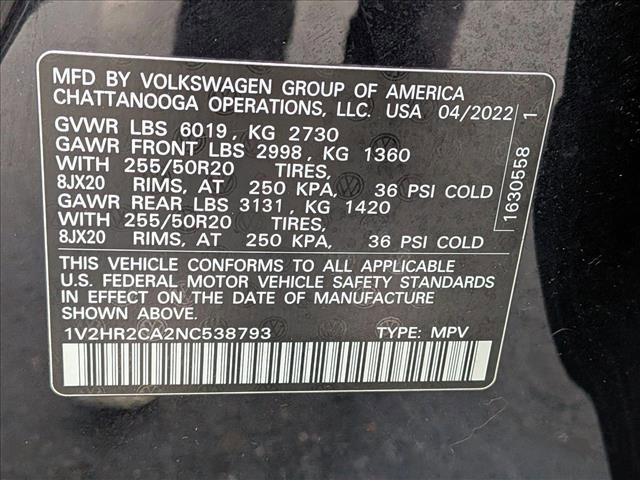 MFD BY VOLKSWAGEN GROUP OF AMERICA
CHATTANOOGA OPERATIONS, LLC. USA 04/2022
GVWR LBS 6019, KG 2730
GAWR FRONT LBS 2998, KG 1360
WITH 255/50R20 TIRES,
8JX20 RIMS, AT 250 KPA, 36 PSI COLD
GAWR REAR LBS 3131, KG 1420
WITH 255/50R20 TIRES,
8JX20 RIMS, AT 250 KPA, 36 PSI COLD
THIS VEHICLE CONFORMS TO ALL APPLICABLE
U.S. FEDERAL MOTOR VEHICLE SAFETY STANDARDS
IN EFFECT ON THE DATE OF MANUFACTURE
SHOWN ABOVE.
1V2HR2CA2NC538793 TYPE: MPV
1630558 1